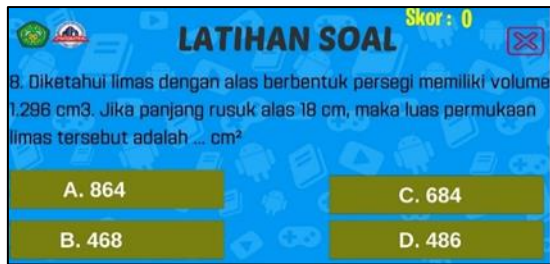 Skor : 0
LATIHAN SOAL
8. Diketahui limas dengan alas berbentuk persegi memiliki volume
1.296 cm3. Jika panjang rusuk alas 18 cm, maka luas permukaan
limas tersebut adalah ... cm²
A. 864
C. 684
B. 468
D. 486